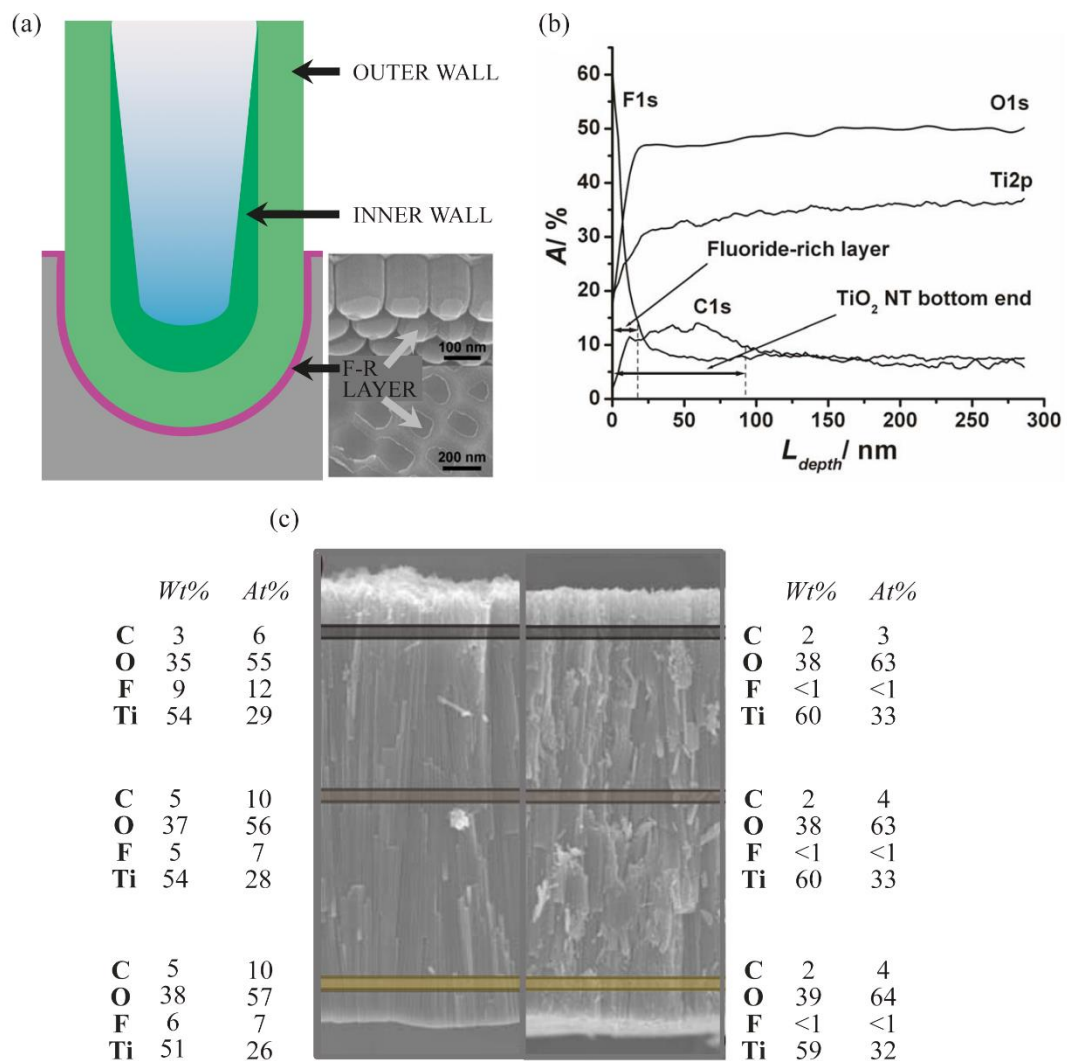 (a)
OUTER WALL
INNER WALL
F-R
LAYER
100 nm
200 nm
(b)
60
50
40
30
20
10
0
A/ %
F1s
O1s
Ti2p
Fluoride-rich layer
C1s
TiO2 NT bottom end
0 50 100 150 200 250 300
Ldepth/ nm
(c)
Wt% At%
C 3 6
O 35 55
F 9 12
Ti 54 29
C 5 10
O 37 56
F 5 7
Ti 54 28
C 5 10
O 38 57
F 6 7
Ti 51 26
Wt% At%
C 2 3
O 38 63
F <1 <1
Ti 60 33
C 2 4
O 38 63
F <1 <1
Ti 60 33
C 2 4
O 39 64
F <1 <1
Ti 59 32